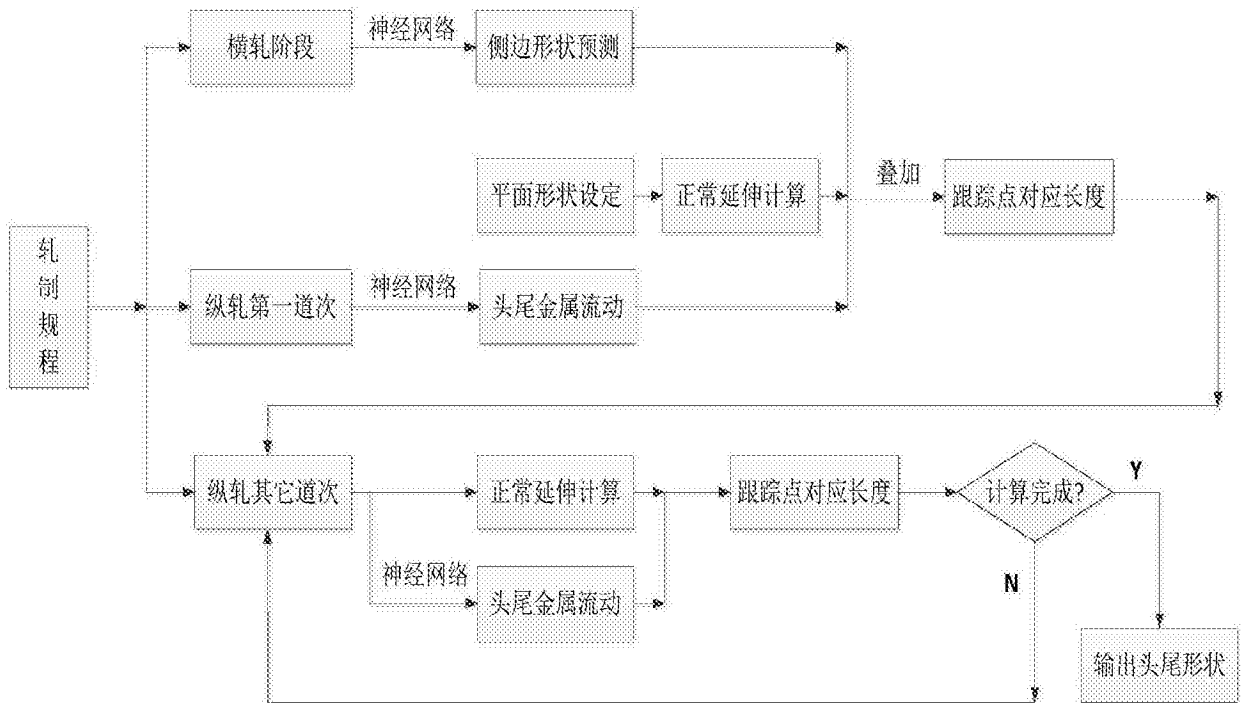 横轧阶段
神经网络
侧边形状预测
平面形状设定
正常延伸计算
叠加
跟踪点对应长度
轧
制
规
程
纵轧第一道次
神经网络
头尾金属流动
纵轧其它道次
正常延伸计算
跟踪点对应长度
计算完成?
Y
神经网络
头尾金属流动
N
输出头尾形状